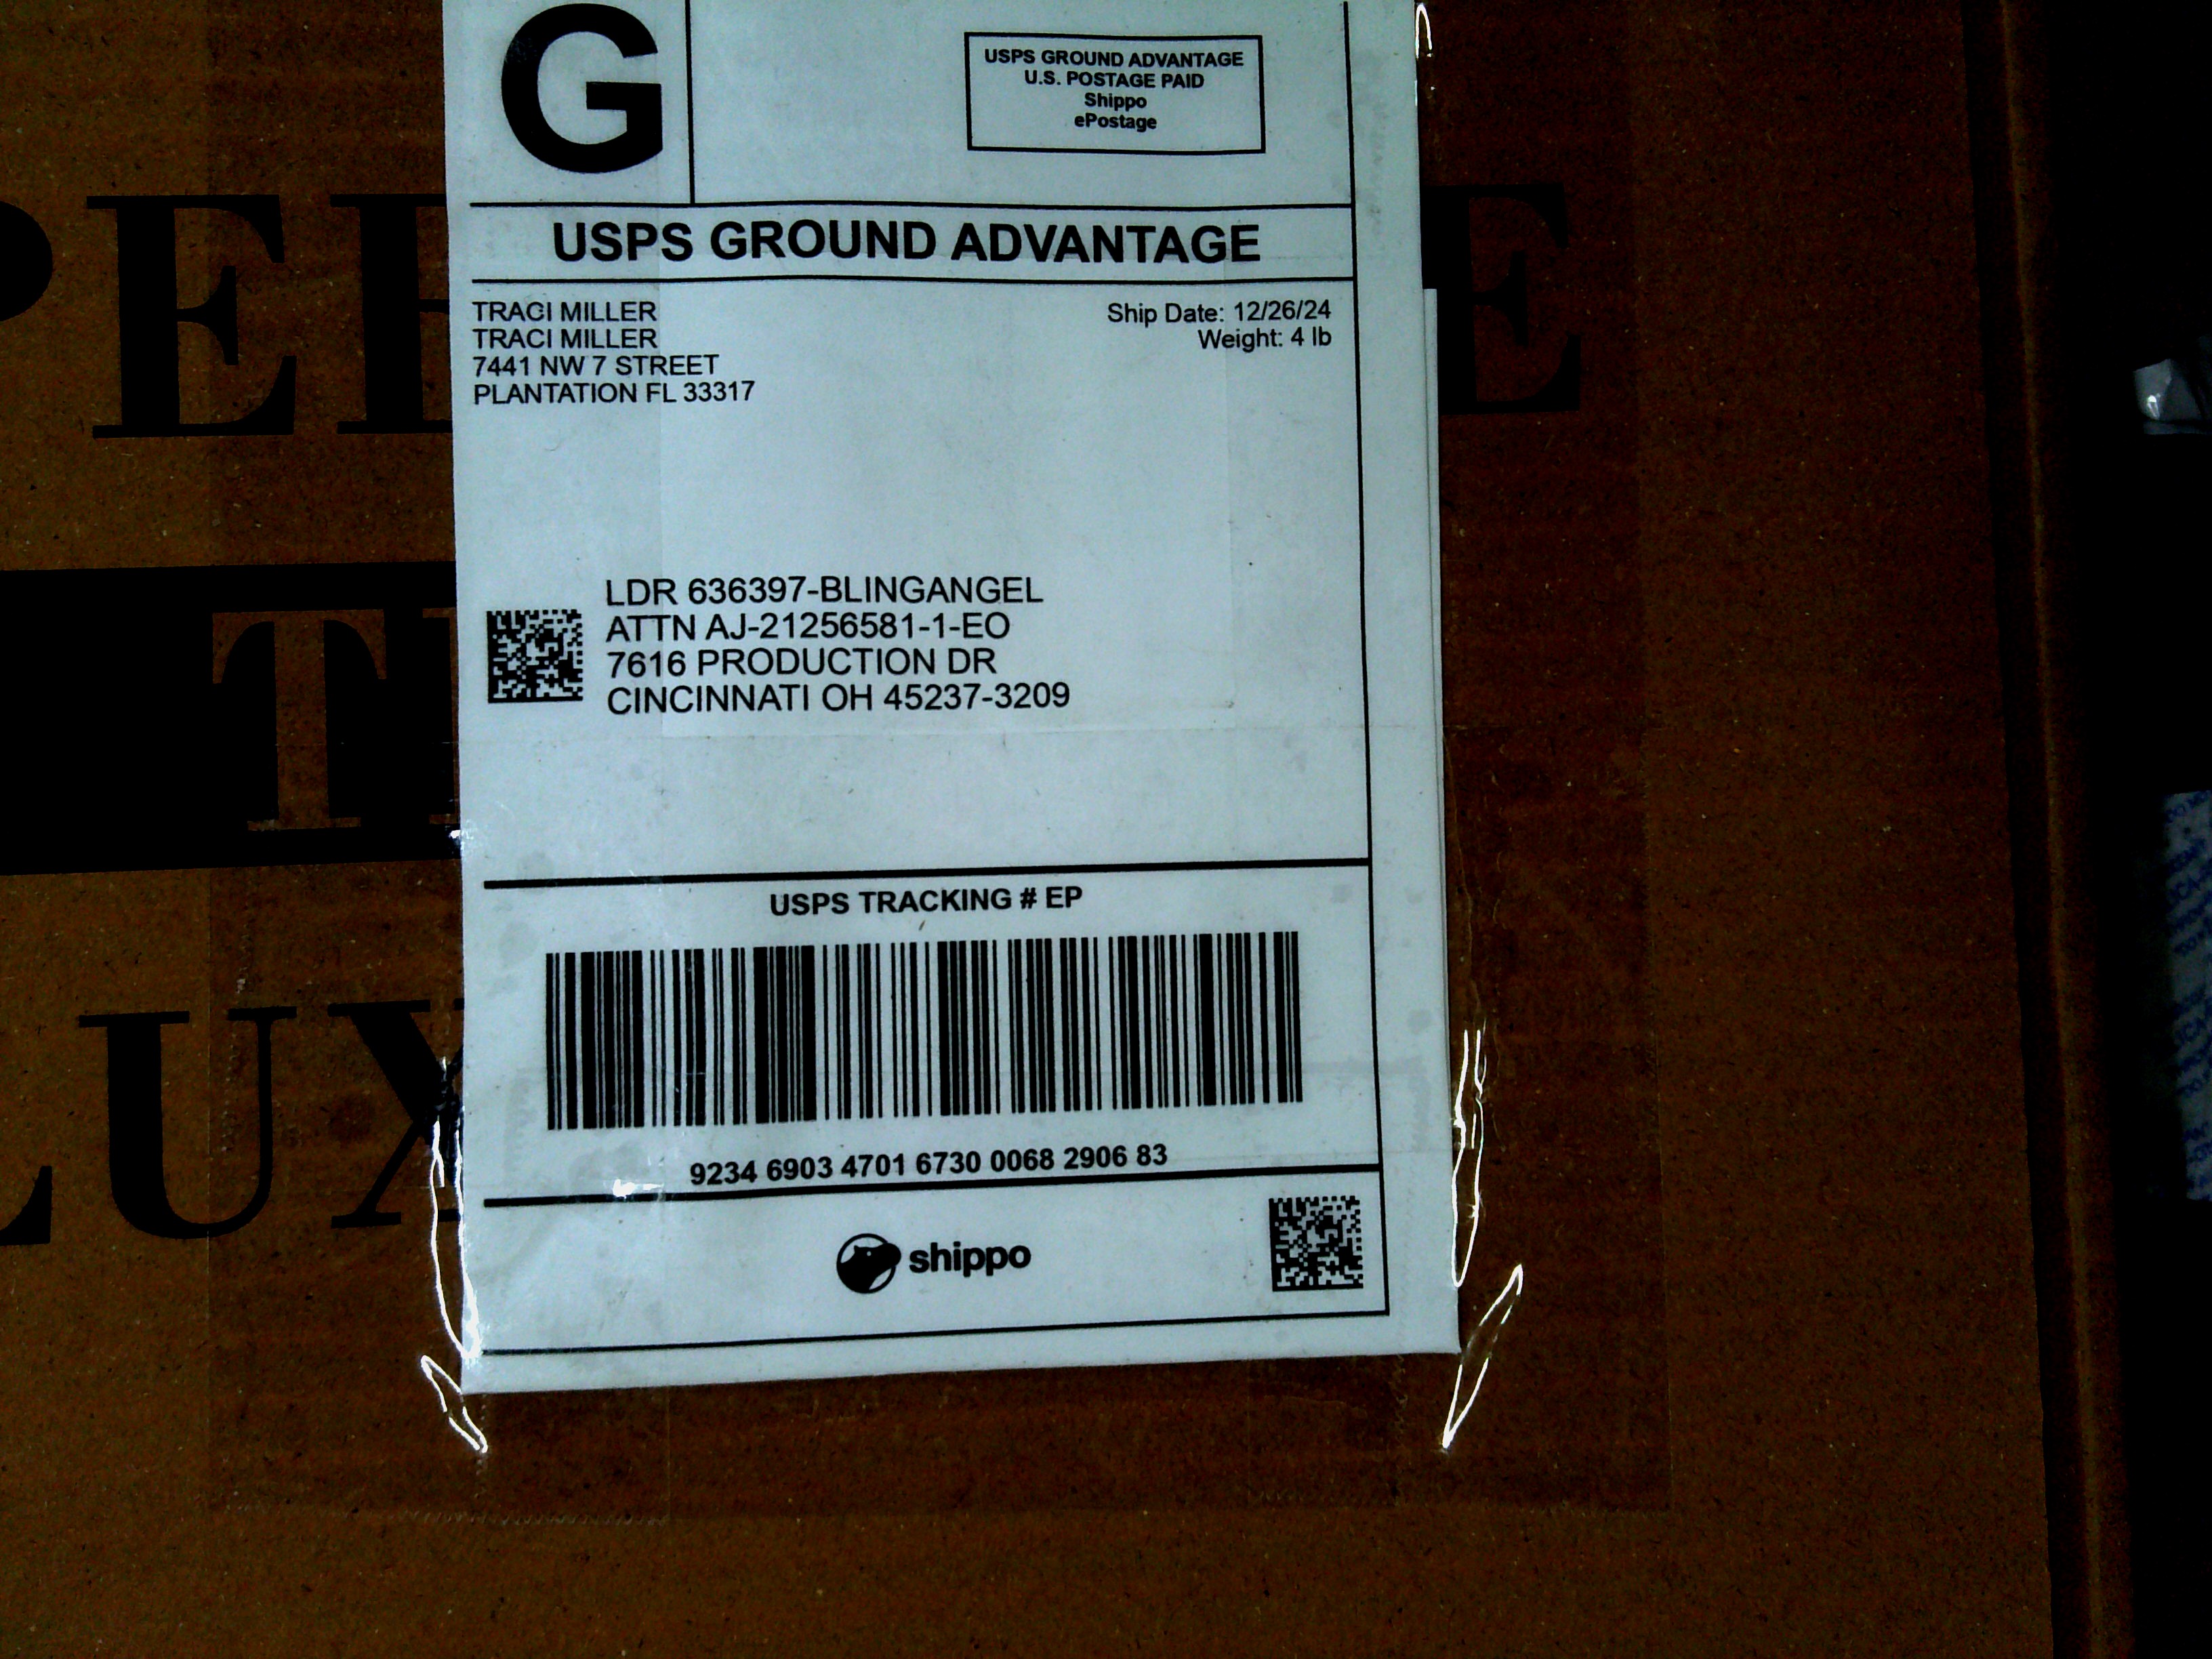 G
USPS GROUND ADVANTAGE
U.S. POSTAGE PAID
Shippo
ePostage
USPS GROUND ADVANTAGE
TRACI MILLER
TRACI MILLER
7441 NW 7 STREET
PLANTATION FL 33317
Ship Date: 12/26/24
Weight: 4 lb
LDR 636397-BLINGANGEL
ATTN AJ-21256581-1-EO
7616 PRODUCTION DR
CINCINNATI OH 45237-3209
USPS TRACKING # EP
9234 6903 4701 6730 0068 2906 83
shippo